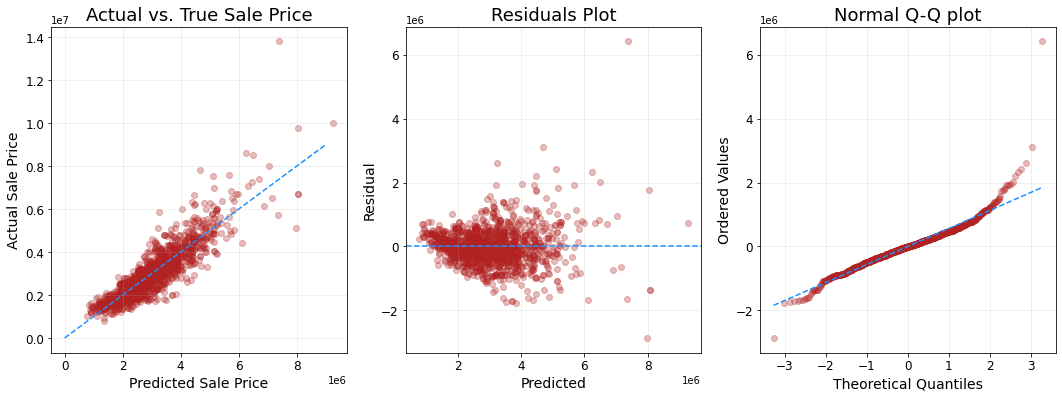 Actual vs. True Sale Price
1e7
Actual Sale Price
1.4
1.2
1.0
0.8
0.6
0.4
0.2
0.0
0 2 4 6 8
1e6
Predicted Sale Price
Residuals Plot
1e6
Residual
6
4
2
0
−2
2 4 6 8
1e6
Predicted
Normal Q-Q plot
1e6
Ordered Values
6
4
2
0
−2
−3 −2 −1 0 1 2 3
Theoretical Quantiles